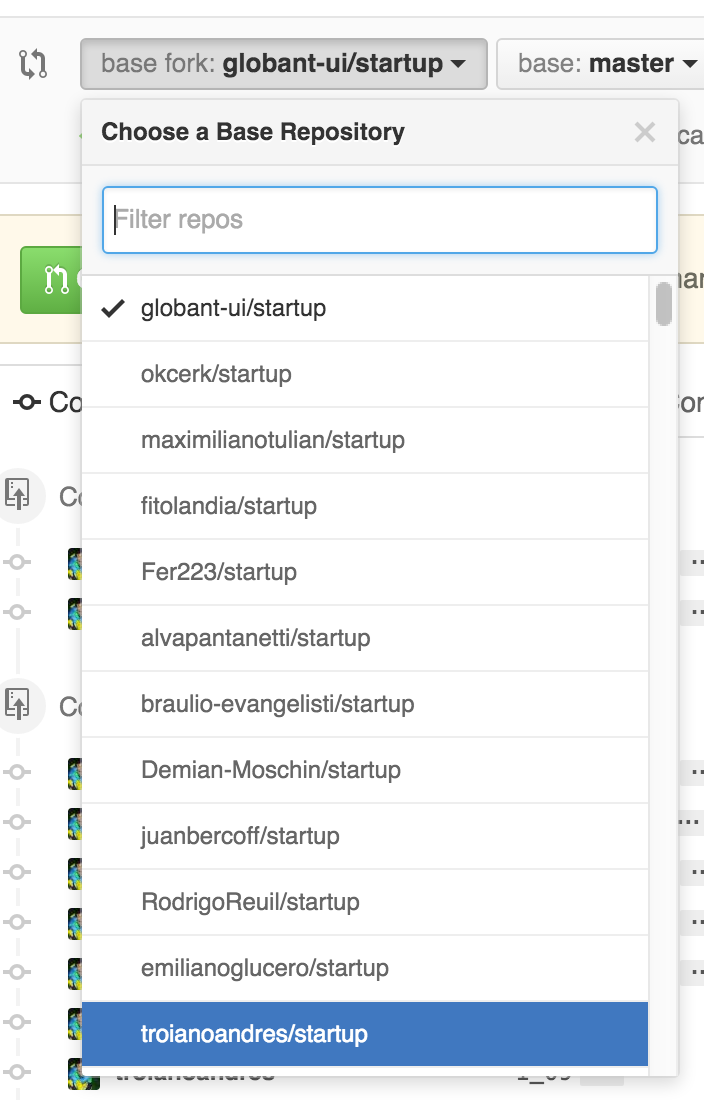 base fork: globant-ui/startup base: master
Choose a Base Repository
Filter repos
globant-ui/startup
okcerk/startup
maximilianotulian/startup
fitolandia/startup
Fer223/startup
alvapantanetti/startup
braulio-evangelisti/startup
Demian-Moschin/startup
juanbercoff/startup
RodrigoReuil/startup
emilianoglucero/startup
troianoandres/startup